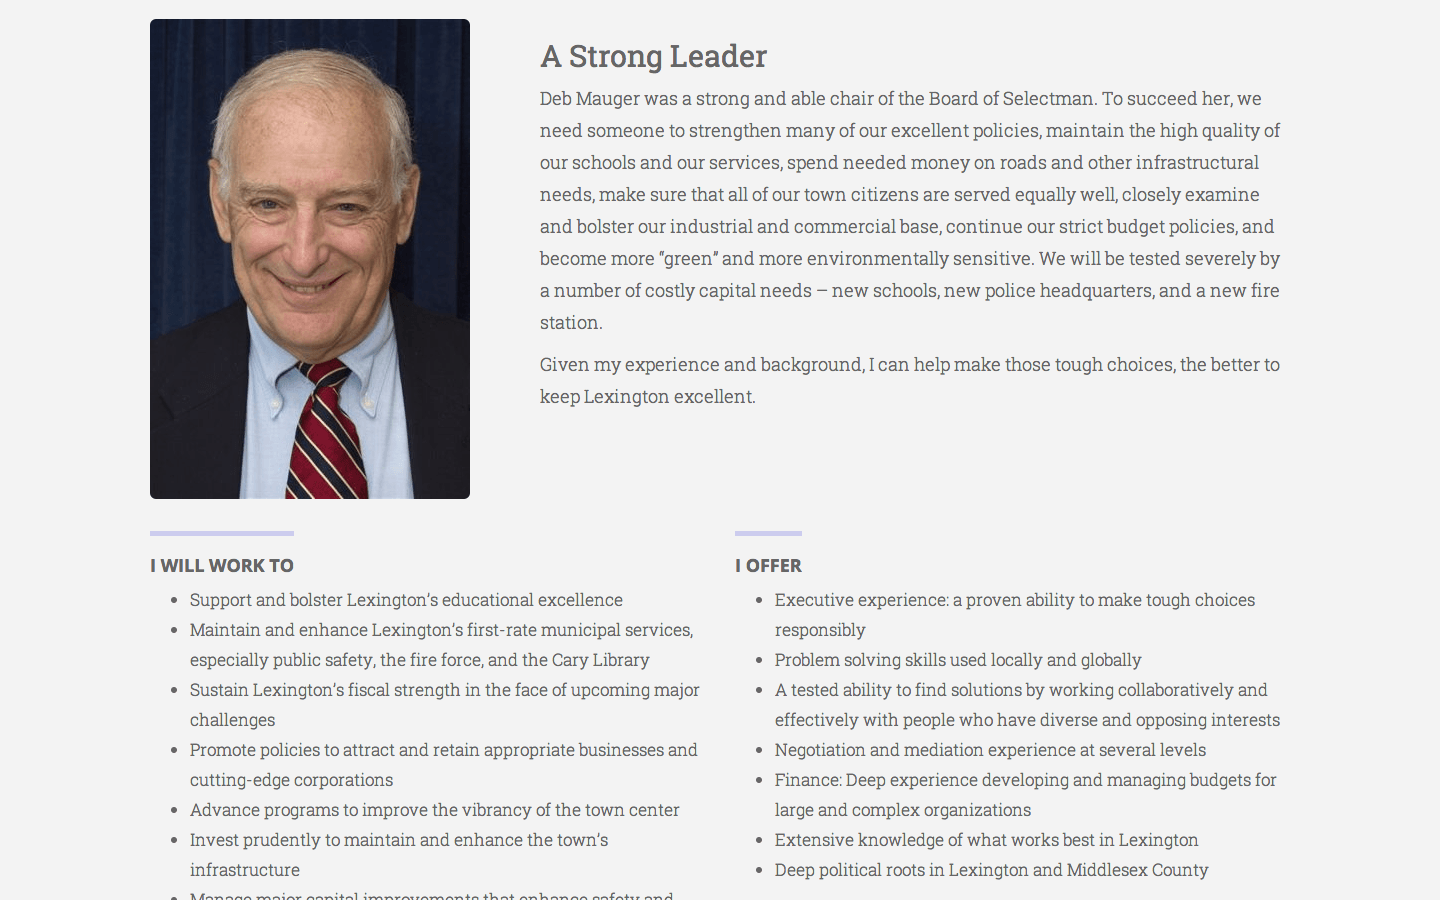 A Strong Leader
Deb Mauger was a strong and able chair of the Board of Selectman. To succeed her, we
need someone to strengthen many of our excellent policies, maintain the high quality of
our schools and our services, spend needed money on roads and other infrastructural
needs, make sure that all of our town citizens are served equally well, closely examine
and bolster our industrial and commercial base, continue our strict budget policies, and
become more "green" and more environmentally sensitive. We will be tested severely by
a number of costly capital needs – new schools, new police headquarters, and a new fire
station.
Given my experience and background, I can help make those tough choices, the better to
keep Lexington excellent.
I WILL WORK TO
• Support and bolster Lexington's educational excellence
• Maintain and enhance Lexington's first-rate municipal services,
especially public safety, the fire force, and the Cary Library
• Sustain Lexington's fiscal strength in the face of upcoming major
challenges
• Promote policies to attract and retain appropriate businesses and
cutting-edge corporations
• Advance programs to improve the vibrancy of the town center
• Invest prudently to maintain and enhance the town's
infrastructure
• Manage major capital improvements that enhance safety and
I OFFER
• Executive experience: a proven ability to make tough choices
responsibly
• Problem solving skills used locally and globally
• A tested ability to find solutions by working collaboratively and
effectively with people who have diverse and opposing interests
• Negotiation and mediation experience at several levels
• Finance: Deep experience developing and managing budgets for
large and complex organizations
• Extensive knowledge of what works best in Lexington
• Deep political roots in Lexington and Middlesex County